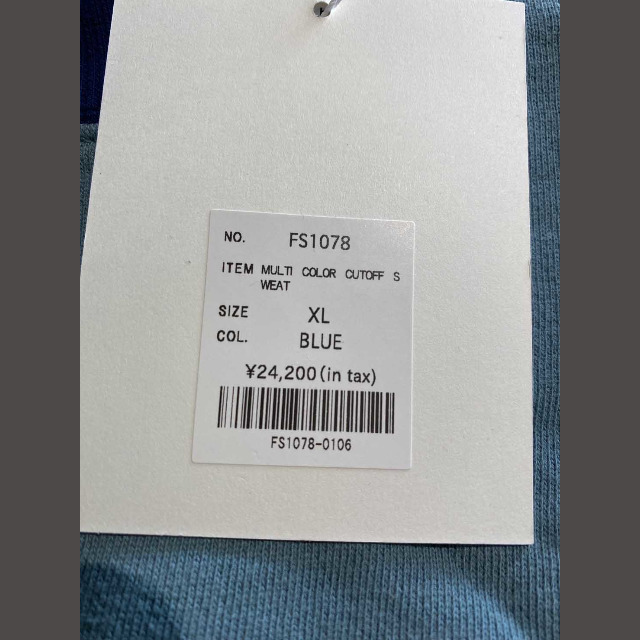 NO. FS1078
ITEM MULTI COLOR CUTOFF S
WEAT
SIZE XL
COL. BLUE
¥24,200(in tax)
FS1078-0106